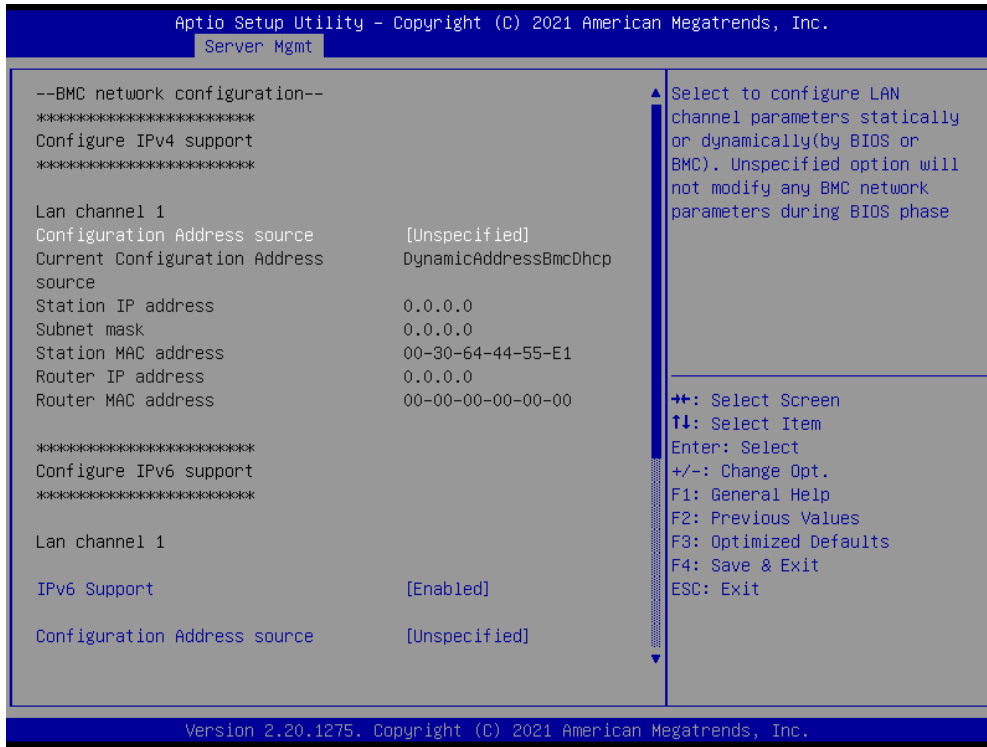 Aptio Setup Utility – Copyright (C) 2021 American Megatrends, Inc.
Server Mgmt
--BMC network configuration--
***********************
Configure IPv4 support
***********************
Lan channel 1
Configuration Address source [Unspecified]
Current Configuration Address DynamicAddressBmcDhcp
source
Station IP address 0.0.0.0
Subnet mask 0.0.0.0
Station MAC address 00-30-64-44-55-E1
Router IP address 0.0.0.0
Router MAC address 00-00-00-00-00-00
***********************
Configure IPv6 support
***********************
Lan channel 1
IPv6 Support [Enabled]
Configuration Address source [Unspecified]
Select to configure LAN
channel parameters statically
or dynamically(by BIOS or
BMC). Unspecified option will
not modify any BMC network
parameters during BIOS phase
→←: Select Screen
↑↓: Select Item
Enter: Select
+/-: Change Opt.
F1: General Help
F2: Previous Values
F3: Optimized Defaults
F4: Save & Exit
ESC: Exit
Version 2.20.1275. Copyright (C) 2021 American Megatrends, Inc.